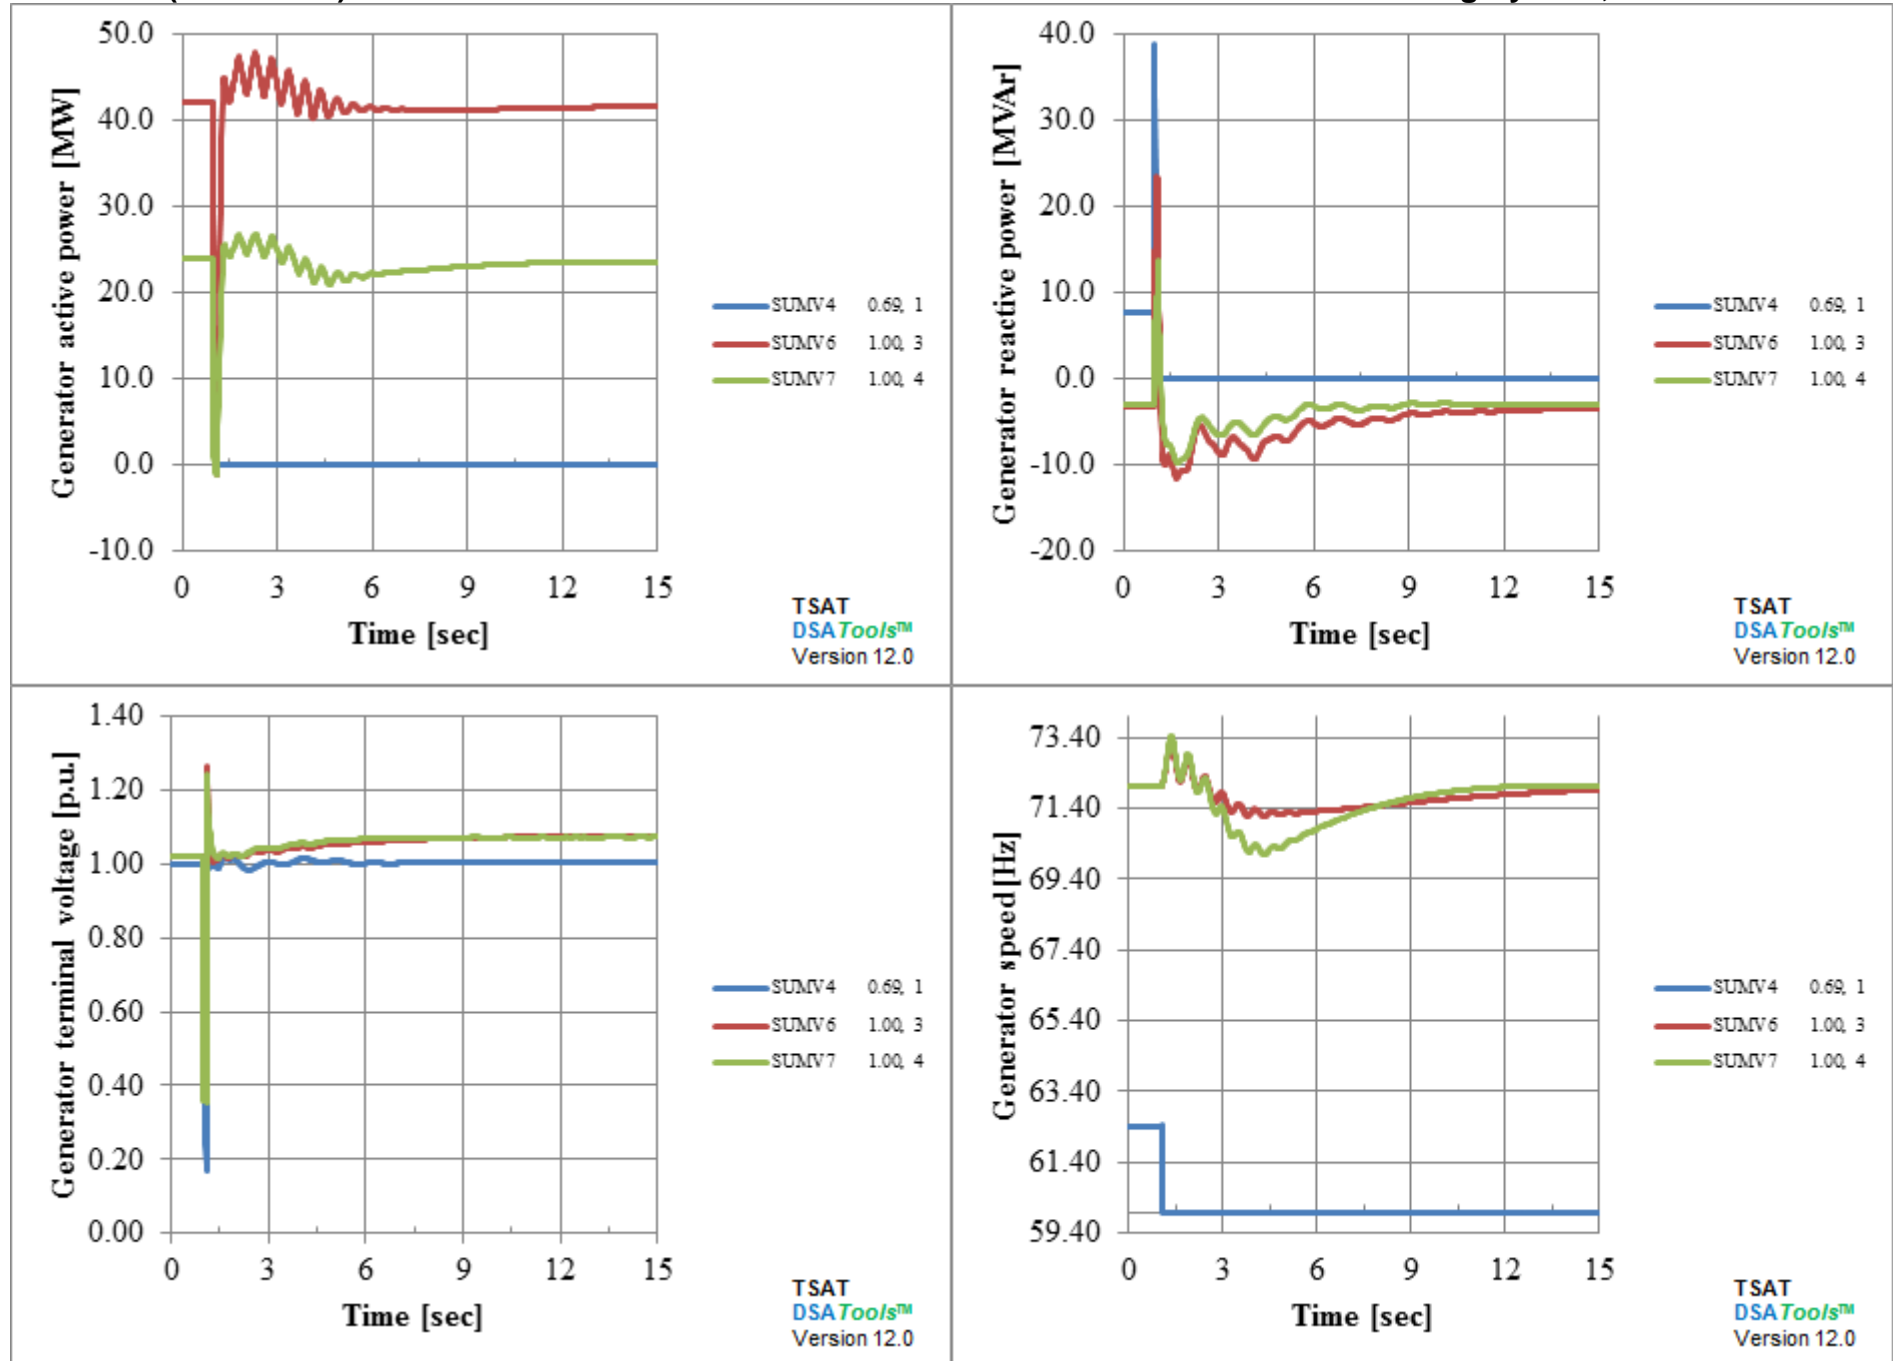 Generator active power [MW]
50.0
40.0
30.0
20.0
10.0
0.0
-10.0
0 3 6 9 12 15
Time [sec]
SUMV4 0.69, 1
SUMV6 1.00, 3
SUMV7 1.00, 4
TSAT
DSATools™
Version 12.0
Generator reactive power [MVAr]
40.0
30.0
20.0
10.0
0.0
-10.0
-20.0
0 3 6 9 12 15
Time [sec]
SUMV4 0.69, 1
SUMV6 1.00, 3
SUMV7 1.00, 4
TSAT
DSATools™
Version 12.0
Generator terminal voltage [p.u.]
1.40
1.20
1.00
0.80
0.60
0.40
0.20
0.00
0 3 6 9 12 15
Time [sec]
SUMV4 0.69, 1
SUMV6 1.00, 3
SUMV7 1.00, 4
TSAT
DSATools™
Version 12.0
Generator speed[Hz]
73.40
71.40
69.40
67.40
65.40
63.40
61.40
59.40
0 3 6 9 12 15
Time [sec]
SUMV4 0.69, 1
SUMV6 1.00, 3
SUMV7 1.00, 4
TSAT
DSATools™
Version 12.0